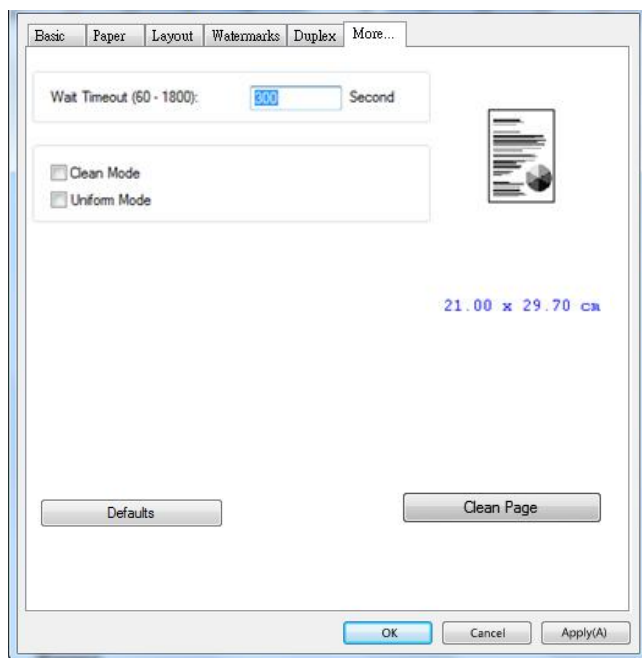 Basic Paper Layout Watermarks Duplex More...
Wait Timeout (60 - 1800): 300 Second
Clean Mode
Uniform Mode
21.00 x 29.70 cm
Defaults Clean Page
OK Cancel Apply(A)